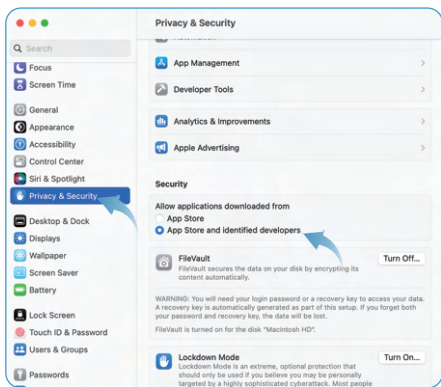 Privacy & Security
Search
Focus
Screen Time
General
Appearance
Accessibility
Control Center
Siri & Spotlight
Privacy & Security
Desktop & Dock
Displays
Wallpaper
Screen Saver
Battery
Lock Screen
Touch ID & Password
Users & Groups
Passwords
App Management
Developer Tools
Analytics & Improvements
Apple Advertising
Security
Allow applications downloaded from
App Store
App Store and identified developers
FileVault
Turn Off...
FileVault secures the data on your disk by encrypting its
content automatically.
WARNING: You will need your login password or a recovery key to access your data.
A recovery key is automatically generated as part of this setup. If you forget both
your password and recovery key, the data will be lost.
FileVault is turned on for the disk "Macintosh HD".
Lockdown Mode
Turn On...
Lockdown Mode is an extreme, optional protection that
should only be used if you believe you may be personally
targeted by a highly sophisticated cyberattack. Most people